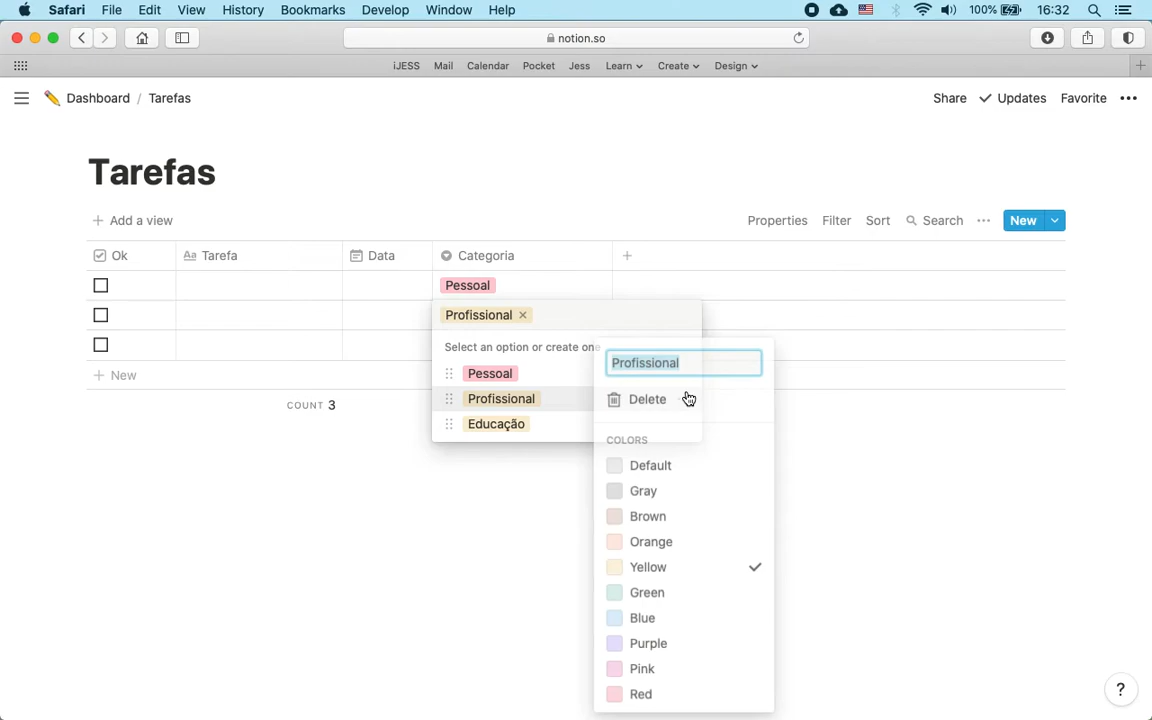 Safari File Edit View History Bookmarks Develop Window Help 100% 16:32
notion.so
iJESS Mail Calendar Pocket Jess Learn Create Design
Dashboard / Tarefas Share Updates Favorite •••
Tarefas
+ Add a view Properties Filter Sort Search ••• New
Ok Aa Tarefa Data Categoria +
Pessoal
Profissional ×
Select an option or create one
Profissional
Pessoal
Profissional
Delete
Educação
+ New
COUNT 3
COLORS
Default
Gray
Brown
Orange
Yellow
Green
Blue
Purple
Pink
Red
?